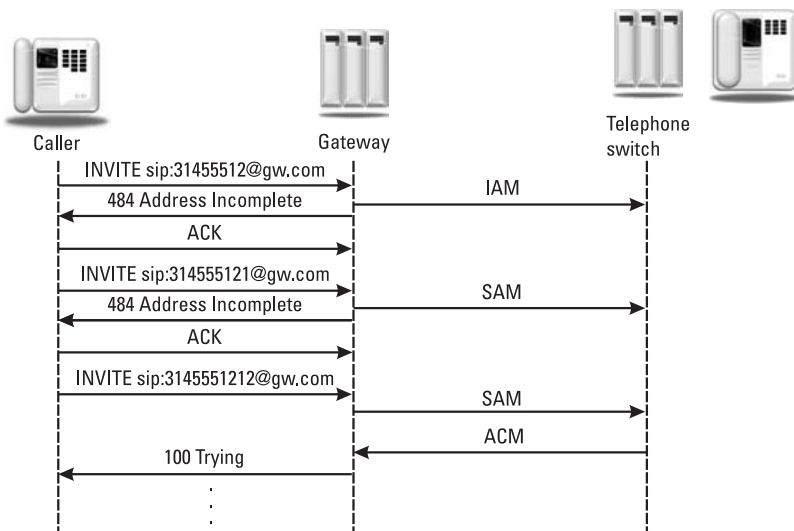 Caller
Gateway
Telephone
switch
INVITE sip:31455512@gw.com
IAM
484 Address Incomplete
ACK
INVITE sip:314555121@gw.com
SAM
484 Address Incomplete
ACK
INVITE sip:3145551212@gw.com
SAM
ACM
100 Trying